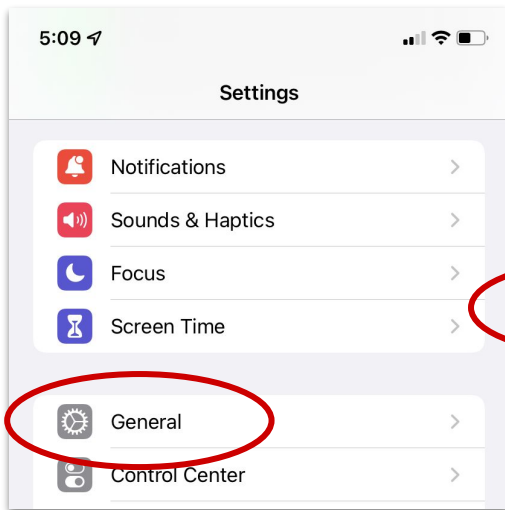 5:09
Settings
Notifications
Sounds & Haptics
Focus
Screen Time
General
Control Center